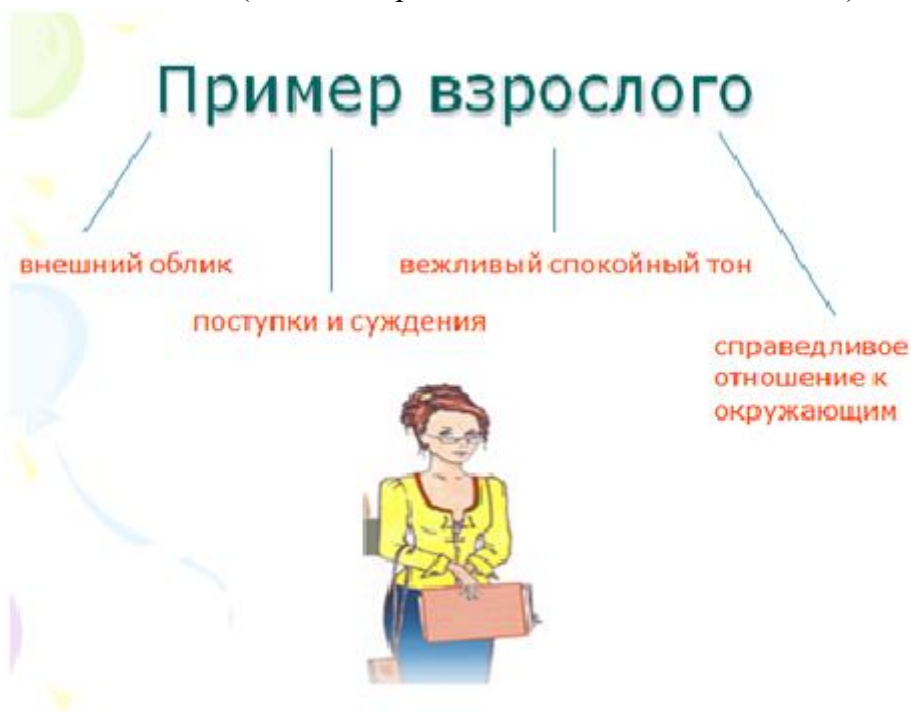 Пример взрослого
внешний облик
вежливый спокойный тон
поступки и суждения
справедливое
отношение к
окружающим